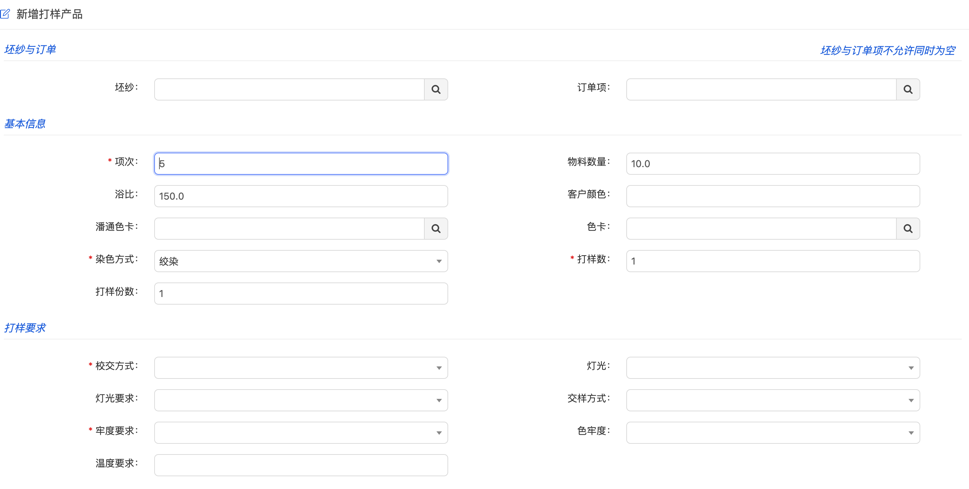 新增打样产品
坯纱与订单 坯纱与订单项不允许同时为空
坯纱: 订单项:
基本信息
* 项次: 5 物料数量: 10.0
浴比: 150.0 客户颜色:
潘通色卡: 色卡:
* 染色方式: 绞染 * 打样数: 1
打样份数: 1
打样要求
* 校交方式: 灯光:
灯光要求: 交样方式:
* 牢度要求: 色牢度:
温度要求: